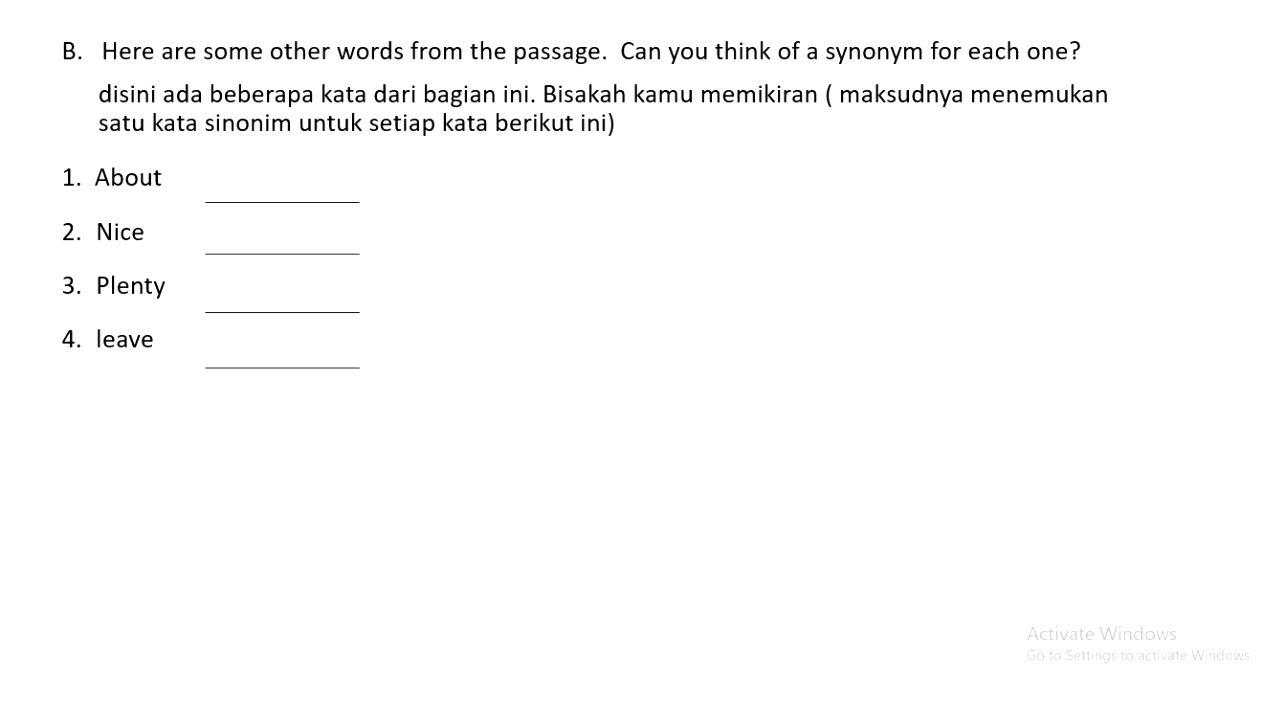 B. Here are some other words from the passage. Can you think of a synonym for each one?
disini ada beberapa kata dari bagian ini. Bisakah kamu memikiran ( maksudnya menemukan
satu kata sinonim untuk setiap kata berikut ini)
1. About
2. Nice
3. Plenty
4. leave
Activate Windows
Go to Settings to activate Windows.